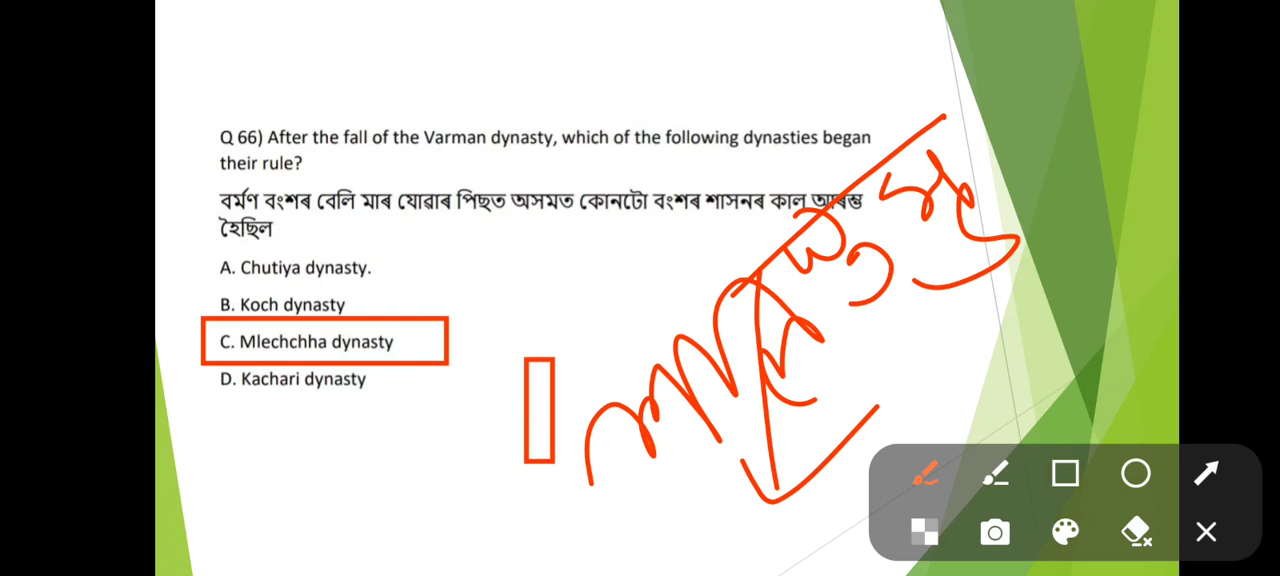 Q 66) After the fall of the Varman dynasty, which of the following dynasties began
their rule?
বৰ্মণ বংশৰ বেলি মাৰ যোৱাৰ পিছত অসমত কোনটো বংশৰ শাসনৰ কাল আৰম্ভ
হৈছিল
A. Chutiya dynasty.
B. Koch dynasty
C. Mlechchha dynasty
D. Kachari dynasty